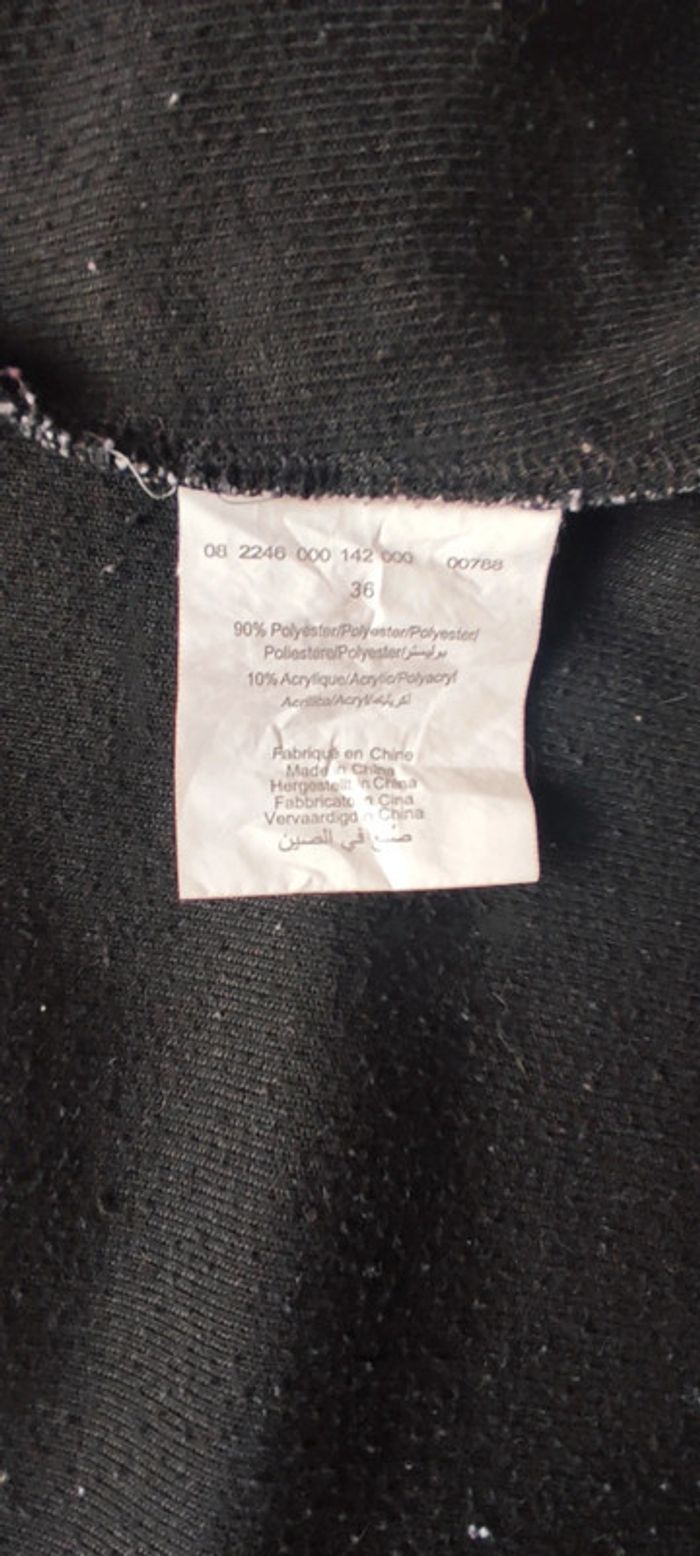 08 2246 000 142 000 00788
36
90% Polyester/Polyester/Polyester/
Poliestere/Polyester/بوليستر
10% Acrylique/Acrylic/Polyacryl
Acrilico/Acryl/
Fabriqué en Chine
Made in China
Hergestellt in China
Fabbricato in Cina
Vervaardigd in China
صنع في الصين